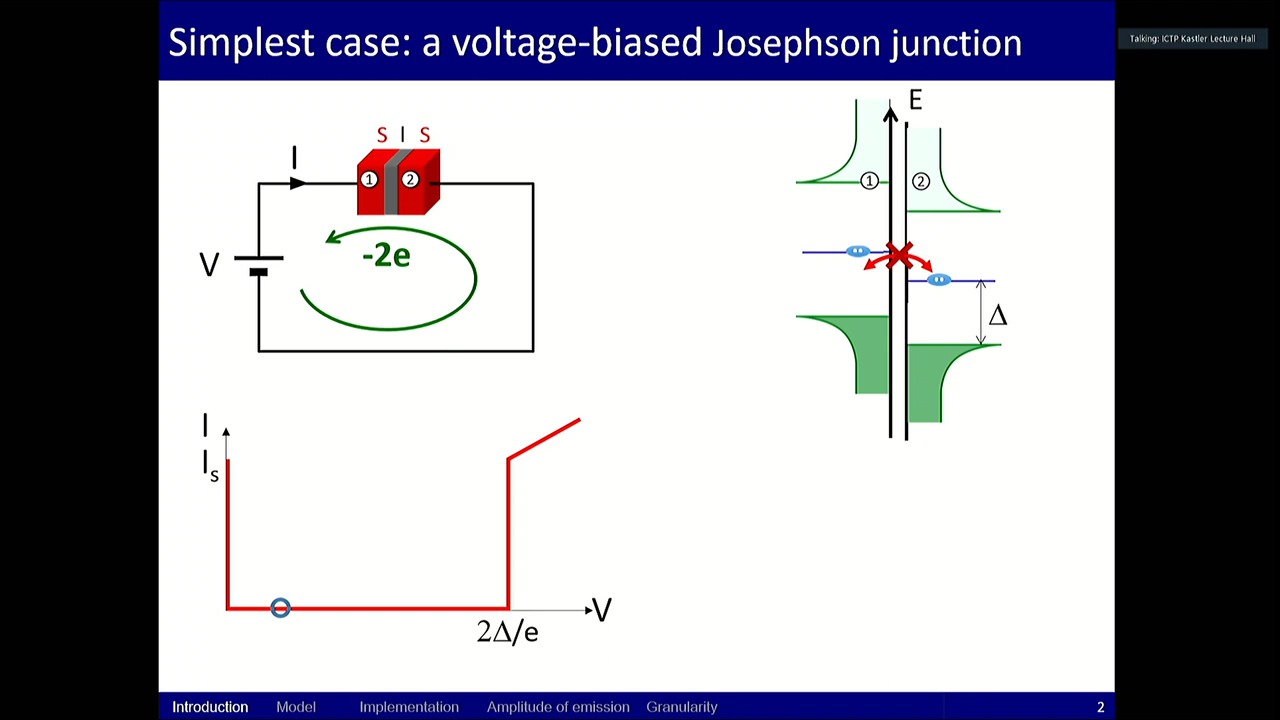 Simplest case: a voltage-biased Josephson junction
Talking: ICTP Kastler Lecture Hall
S I S
I
1 2
V
-2e
E
1 2
Δ
I
Is
V
2Δ/e
Introduction Model Implementation Amplitude of emission Granularity 2